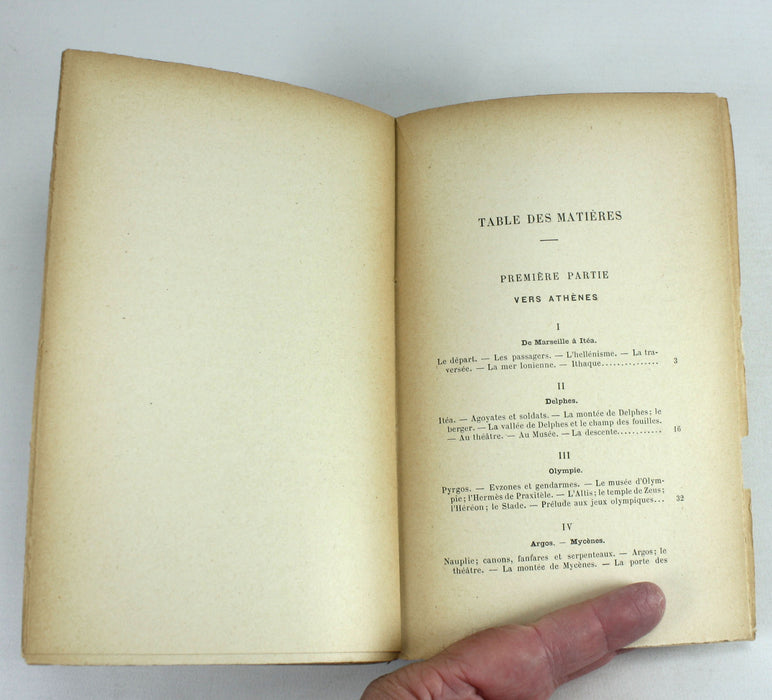 TABLE DES MATIÈRES
PREMIÈRE PARTIE
VERS ATHÈNES
I
De Marseille à Itéa.
Le départ. — Les passagers. — L'hellénisme. — La tra-
versée. — La mer Ionienne. — Ithaque............... 3
II
Delphes.
Itéa. — Agoyates et soldats. — La montée de Delphes; le
berger. — La vallée de Delphes et le champ des fouilles.
— Au théâtre. — Au Musée. — La descente........... 16
III
Olympie.
Pyrgos. — Evzones et gendarmes. — Le musée d'Olym-
pie; l'Hermès de Praxitèle. — L'Altis; le temple de Zeus;
l'Héréon; le Stade. — Prélude aux jeux olympiques... 32
IV
Argos. — Mycènes.
Nauplie; canons, fanfares et serpenteaux. — Argos; le
théâtre. — La montée de Mycènes. — La porte des